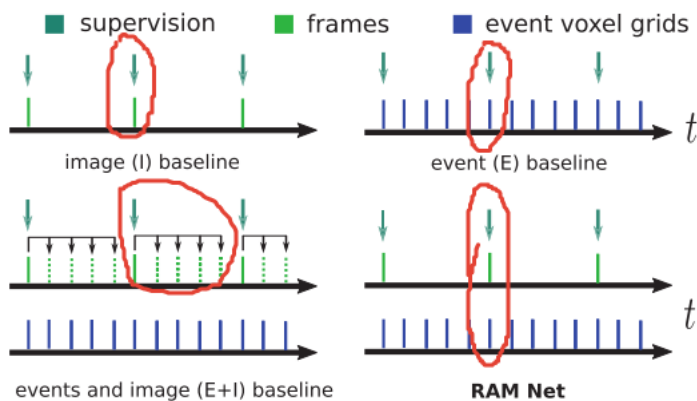 supervision frames event voxel grids
t
image (I) baseline event (E) baseline
t
events and image (E+I) baseline RAM Net